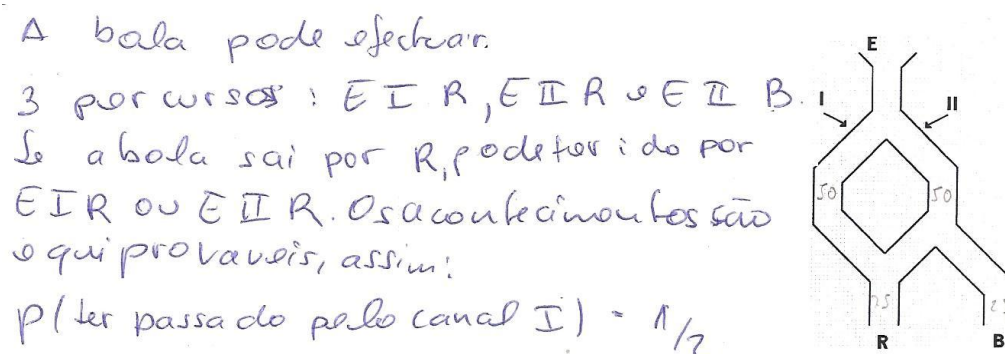 A bola pode efectuar.
3 percursos : E I R, E II R e E II B.
Se a bola sai por R, pode ter ido por
E I R ou E II R. Os acontecimentos são
equiprovaveis, assim:
P(ter passado pelo canal I) = 1/2
E
I
II
50
50
25
25
R
B